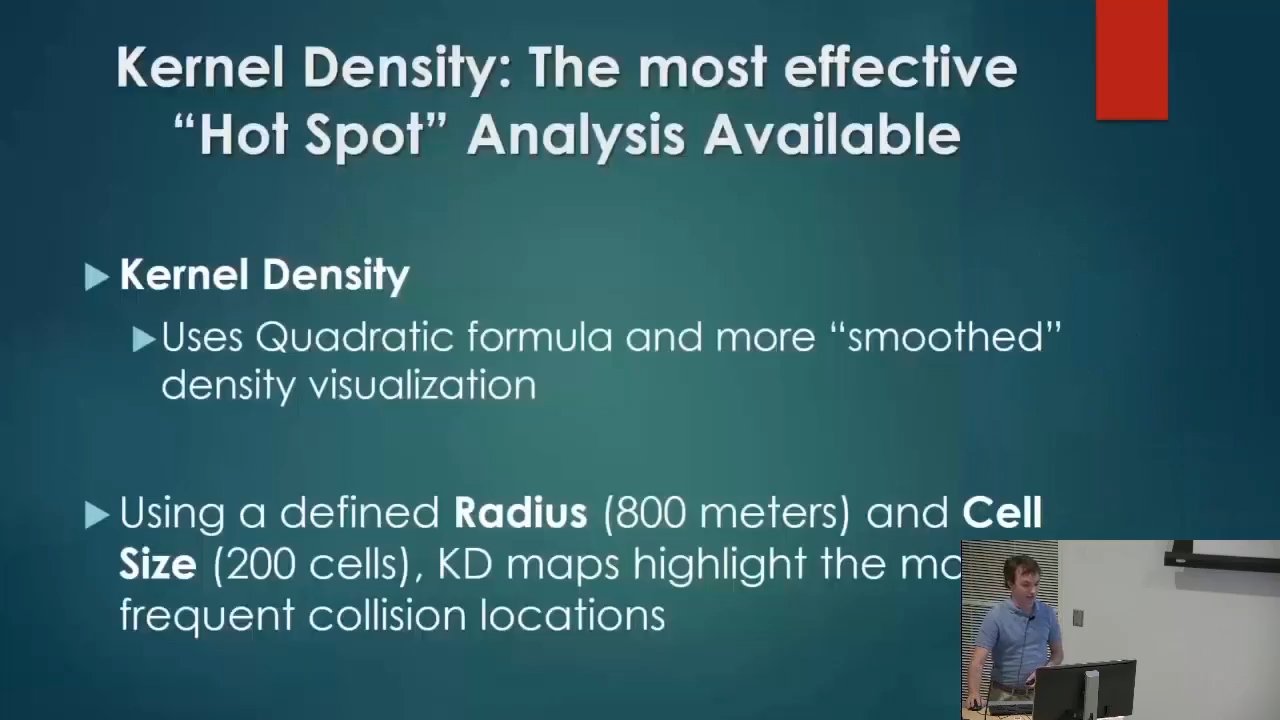 Kernel Density: The most effective
“Hot Spot” Analysis Available
Kernel Density
Uses Quadratic formula and more “smoothed”
density visualization
Using a defined Radius (800 meters) and Cell
Size (200 cells), KD maps highlight the
frequent collision locations